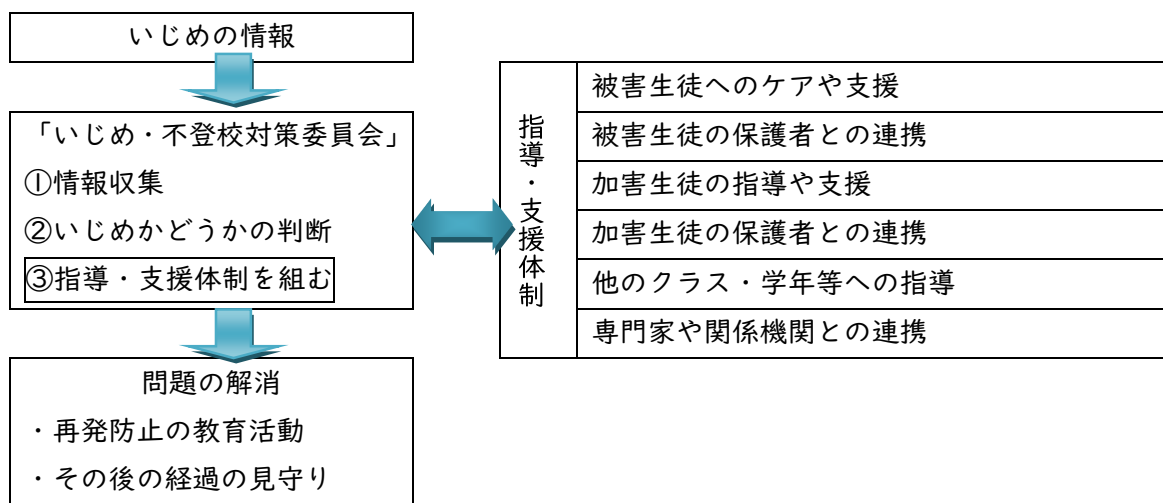 いじめの情報
「いじめ・不登校対策委員会」
①情報収集
②いじめかどうかの判断
③指導・支援体制を組む
指導・支援体制
被害生徒へのケアや支援
被害生徒の保護者との連携
加害生徒の指導や支援
加害生徒の保護者との連携
他のクラス・学年等への指導
専門家や関係機関との連携
問題の解消
・再発防止の教育活動
・その後の経過の見守り